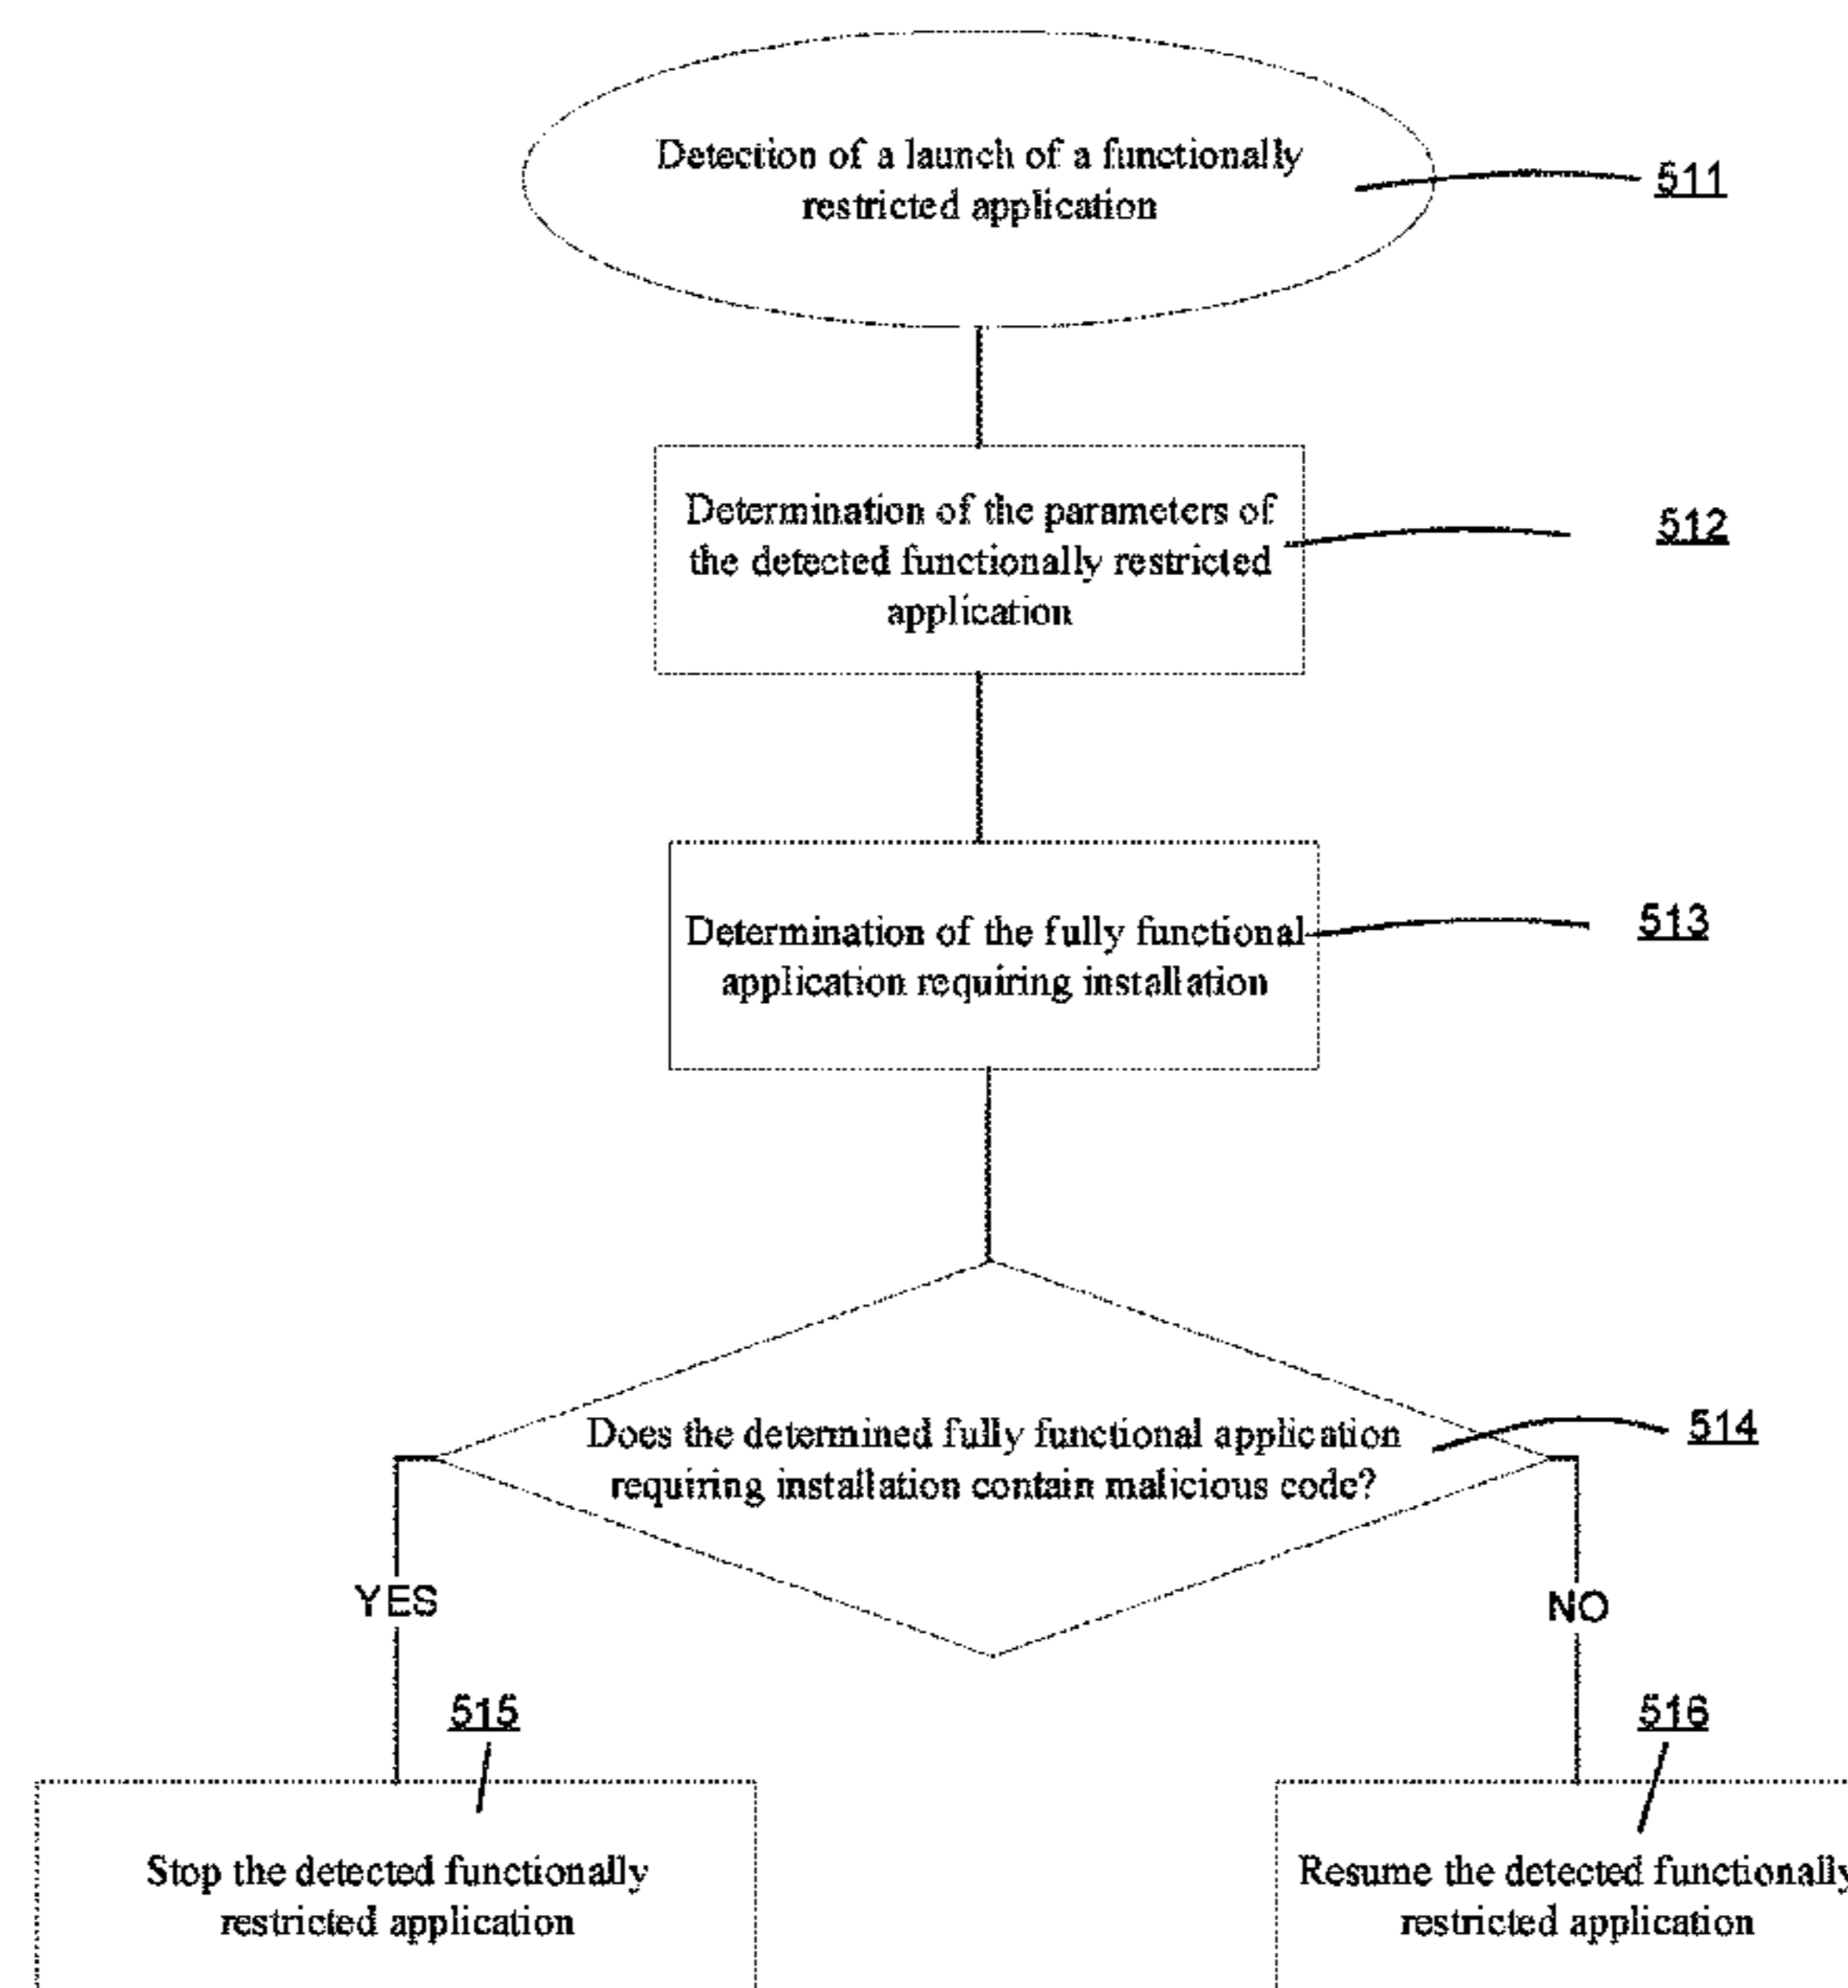 Detection of a launch of a functionally
restricted application
511
Determination of the parameters of
the detected functionally restricted
application
512
Determination of the fully functional
application requiring installation
513
Does the determined fully functional application
requiring installation contain malicious code?
514
YES
NO
515
516
Stop the detected functionally
restricted application
Resume the detected functionally
restricted application